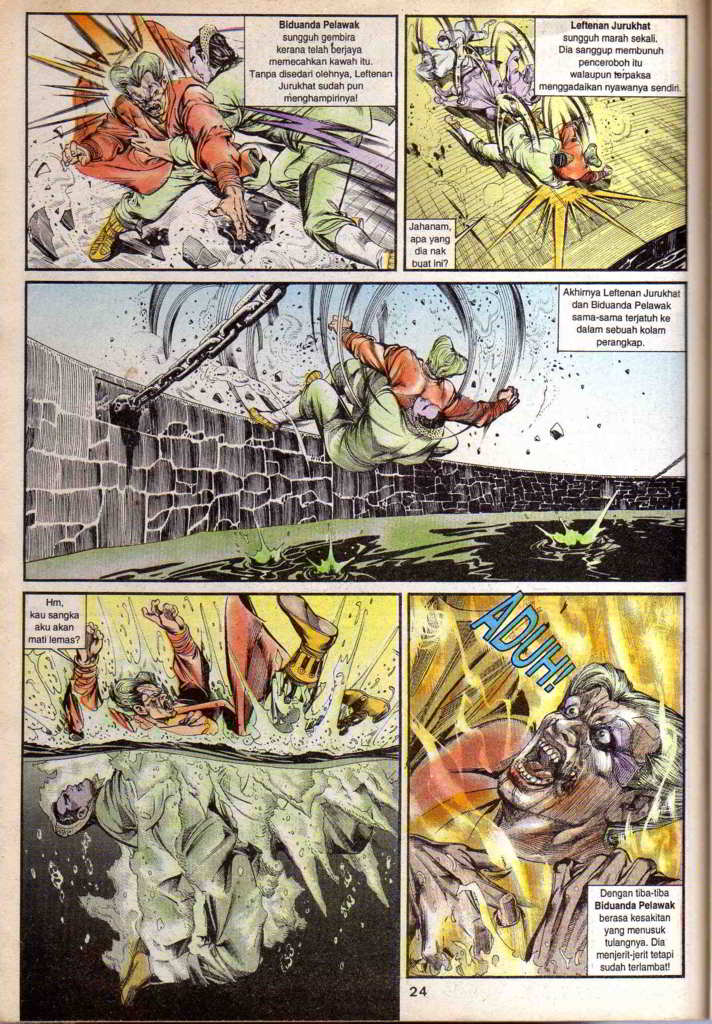 Biduanda Pelawak
sungguh gembira
kerana telah berjaya
memecahkan kawah itu.
Tanpa disedari olehnya, Leftenan
Jurukhat sudah pun
menghampirinya!
Leftenan Jurukhat
sungguh marah sekali.
Dia sanggup membunuh
penceroboh itu
walaupun terpaksa
menggadaikan nyawanya sendiri.
Jahanam,
apa yang
dia nak
buat ini?
Akhirnya Leftenan Jurukhat
dan Biduanda Pelawak
sama-sama terjatuh ke
dalam sebuah kolam
perangkap.
Hm,
kau sangka
aku akan
mati lemas?
ADUH!
Dengan tiba-tiba
Biduanda Pelawak
berasa kesakitan
yang menusuk
tulangnya. Dia
menjerit-jerit tetapi
sudah terlambat!
24